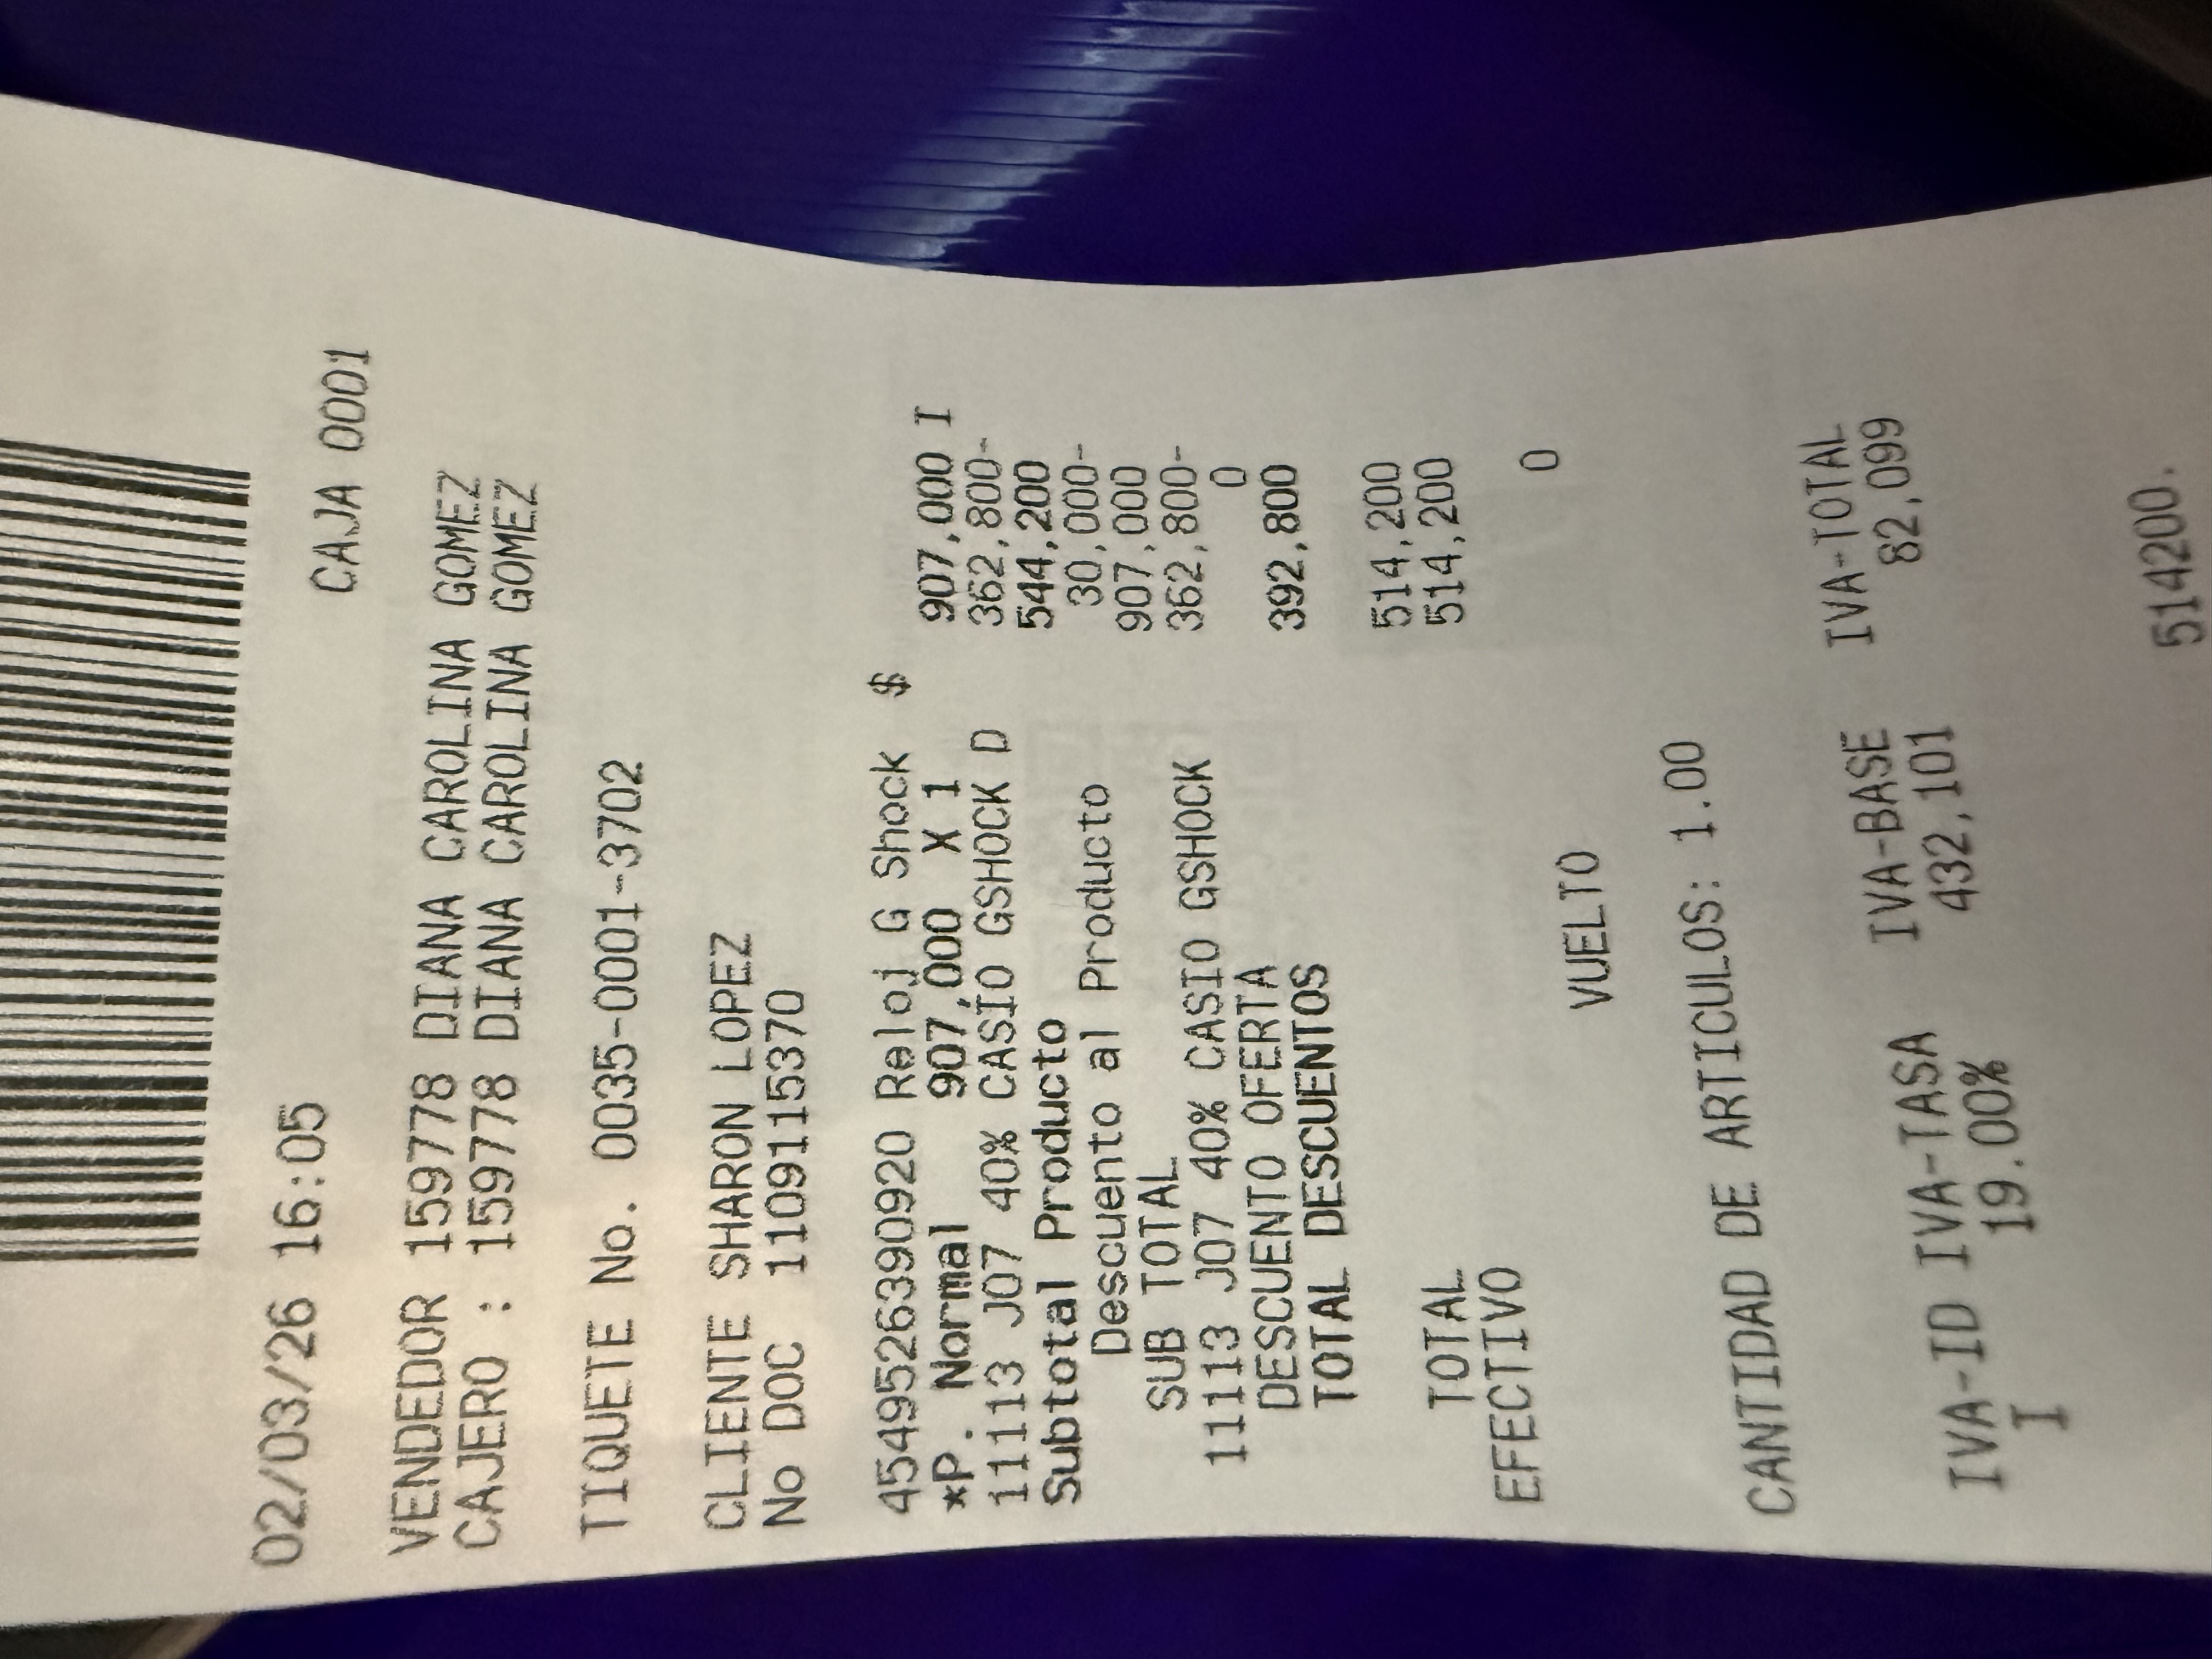 02/03/26 16:05
CAJA 0001
VENDEDOR 159778 DIANA CAROLINA GOMEZ
CAJERO : 159778 DIANA CAROLINA GOMEZ
TIQUETE No. 0035-0001-3702
CLIENTE SHARON LOPEZ
No DOC 1109115370
4549526390920 Reloj G Shock $
*P. Normal 907,000 X 1 907,000 I
11113 J07 40% CASIO GSHOCK D 362,800-
Subtotal Producto 544,200
Descuento al Producto 30,000-
SUB TOTAL 907,000
11113 J07 40% CASIO GSHOCK 362,800-
DESCUENTO OFERTA 0
TOTAL DESCUENTOS 392,800
TOTAL 514,200
EFECTIVO 514,200
VUELTO 0
CANTIDAD DE ARTICULOS: 1.00
IVA-ID IVA-TASA IVA-BASE IVA-TOTAL
I 19.00% 432,101 82,099
514200.